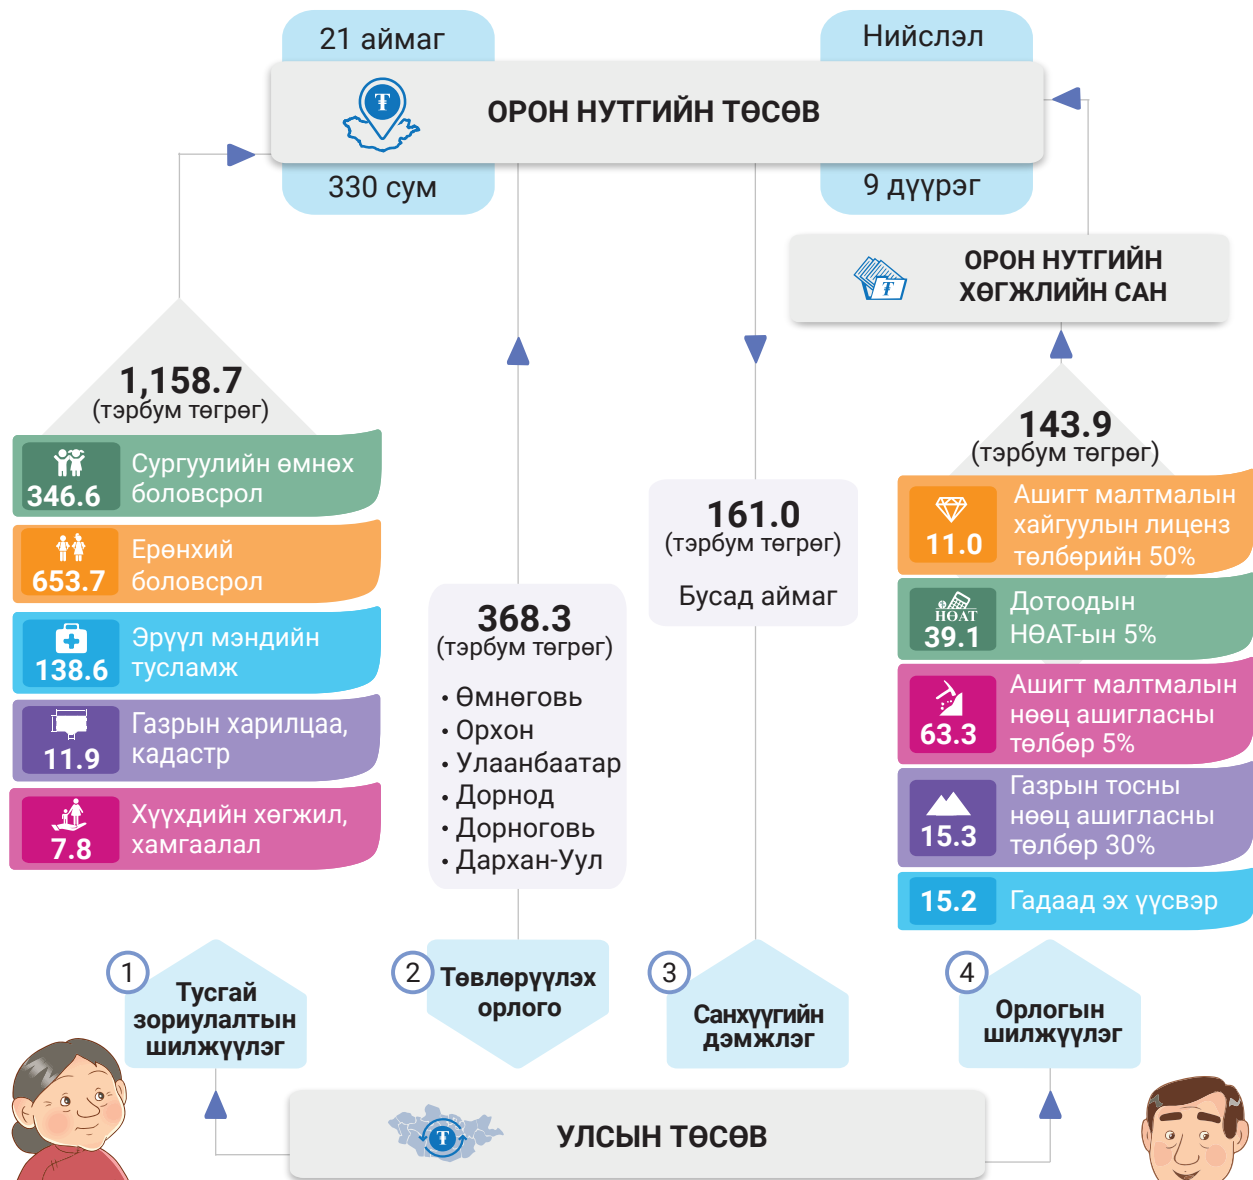 21 аймаг
Нийслэл
ОРОН НУТГИЙН ТӨСӨВ
330 сум
9 дүүрэг
ОРОН НУТГИЙН
ХӨГЖЛИЙН САН
₮
1,158.7
(тэрбум төгрөг)
346.6
Сургуулийн өмнөх
боловсрол
653.7
Ерөнхий
боловсрол
138.6
Эрүүл мэндийн
тусламж
11.9
Газрын харилцаа,
кадастр
7.8
Хүүхдийн хөгжил,
хамгаалал
368.3
(тэрбум төгрөг)
• Өмнөговь
• Орхон
• Улаанбаатар
• Дорнод
• Дорноговь
• Дархан-Уул
161.0
(тэрбум төгрөг)
Бусад аймаг
143.9
(тэрбум төгрөг)
11.0
Ашигт малтмалын
хайгуулын лиценз
төлбөрийн 50%
НӨАТ
39.1
Дотоодын
НӨАТ-ын 5%
63.3
Ашигт малтмалын
нөөц ашигласны
төлбөр 5%
15.3
Газрын тосны
нөөц ашигласны
төлбөр 30%
15.2
Гадаад эх үүсвэр
1
Тусгай
зориулалтын
шилжүүлэг
2
Төвлөрүүлэх
орлого
3
Санхүүгийн
дэмжлэг
4
Орлогын
шилжүүлэг
₮
УЛСЫН ТӨСӨВ
₮